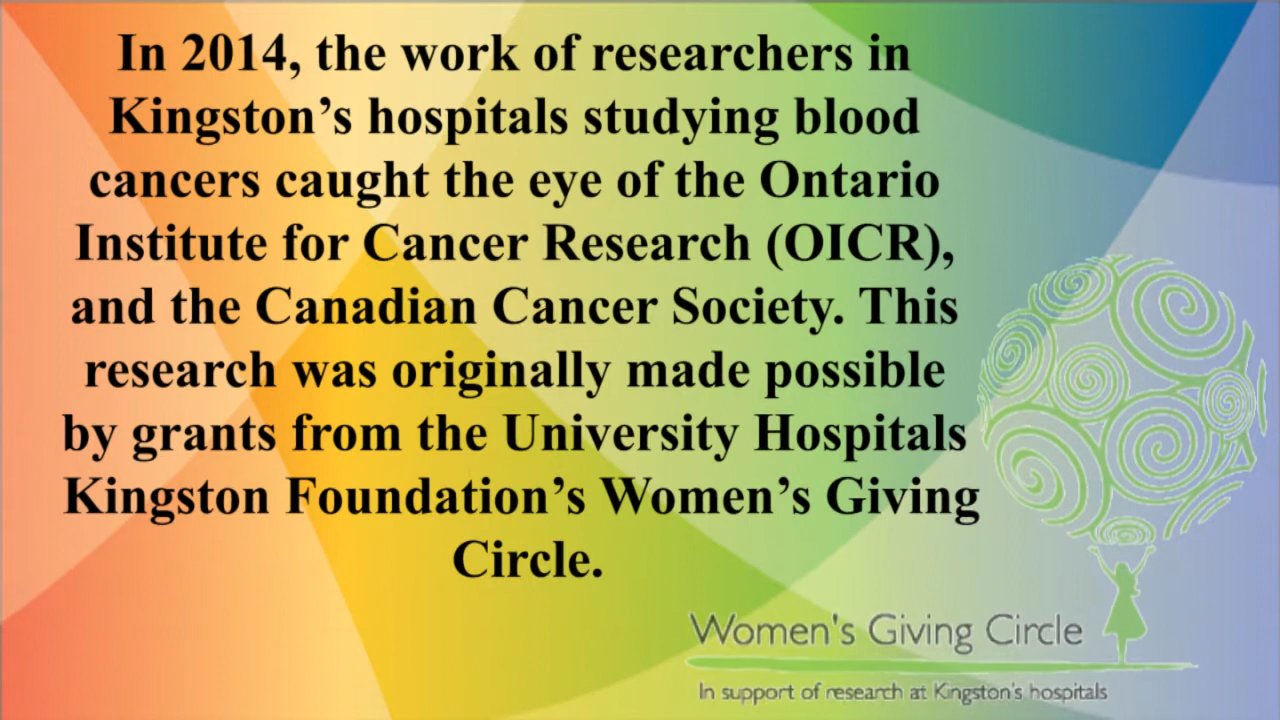 In 2014, the work of researchers in
Kingston’s hospitals studying blood
cancers caught the eye of the Ontario
Institute for Cancer Research (OICR),
and the Canadian Cancer Society. This
research was originally made possible
by grants from the University Hospitals
Kingston Foundation’s Women’s Giving
Circle.
Women's Giving Circle
In support of research at Kingston's hospitals